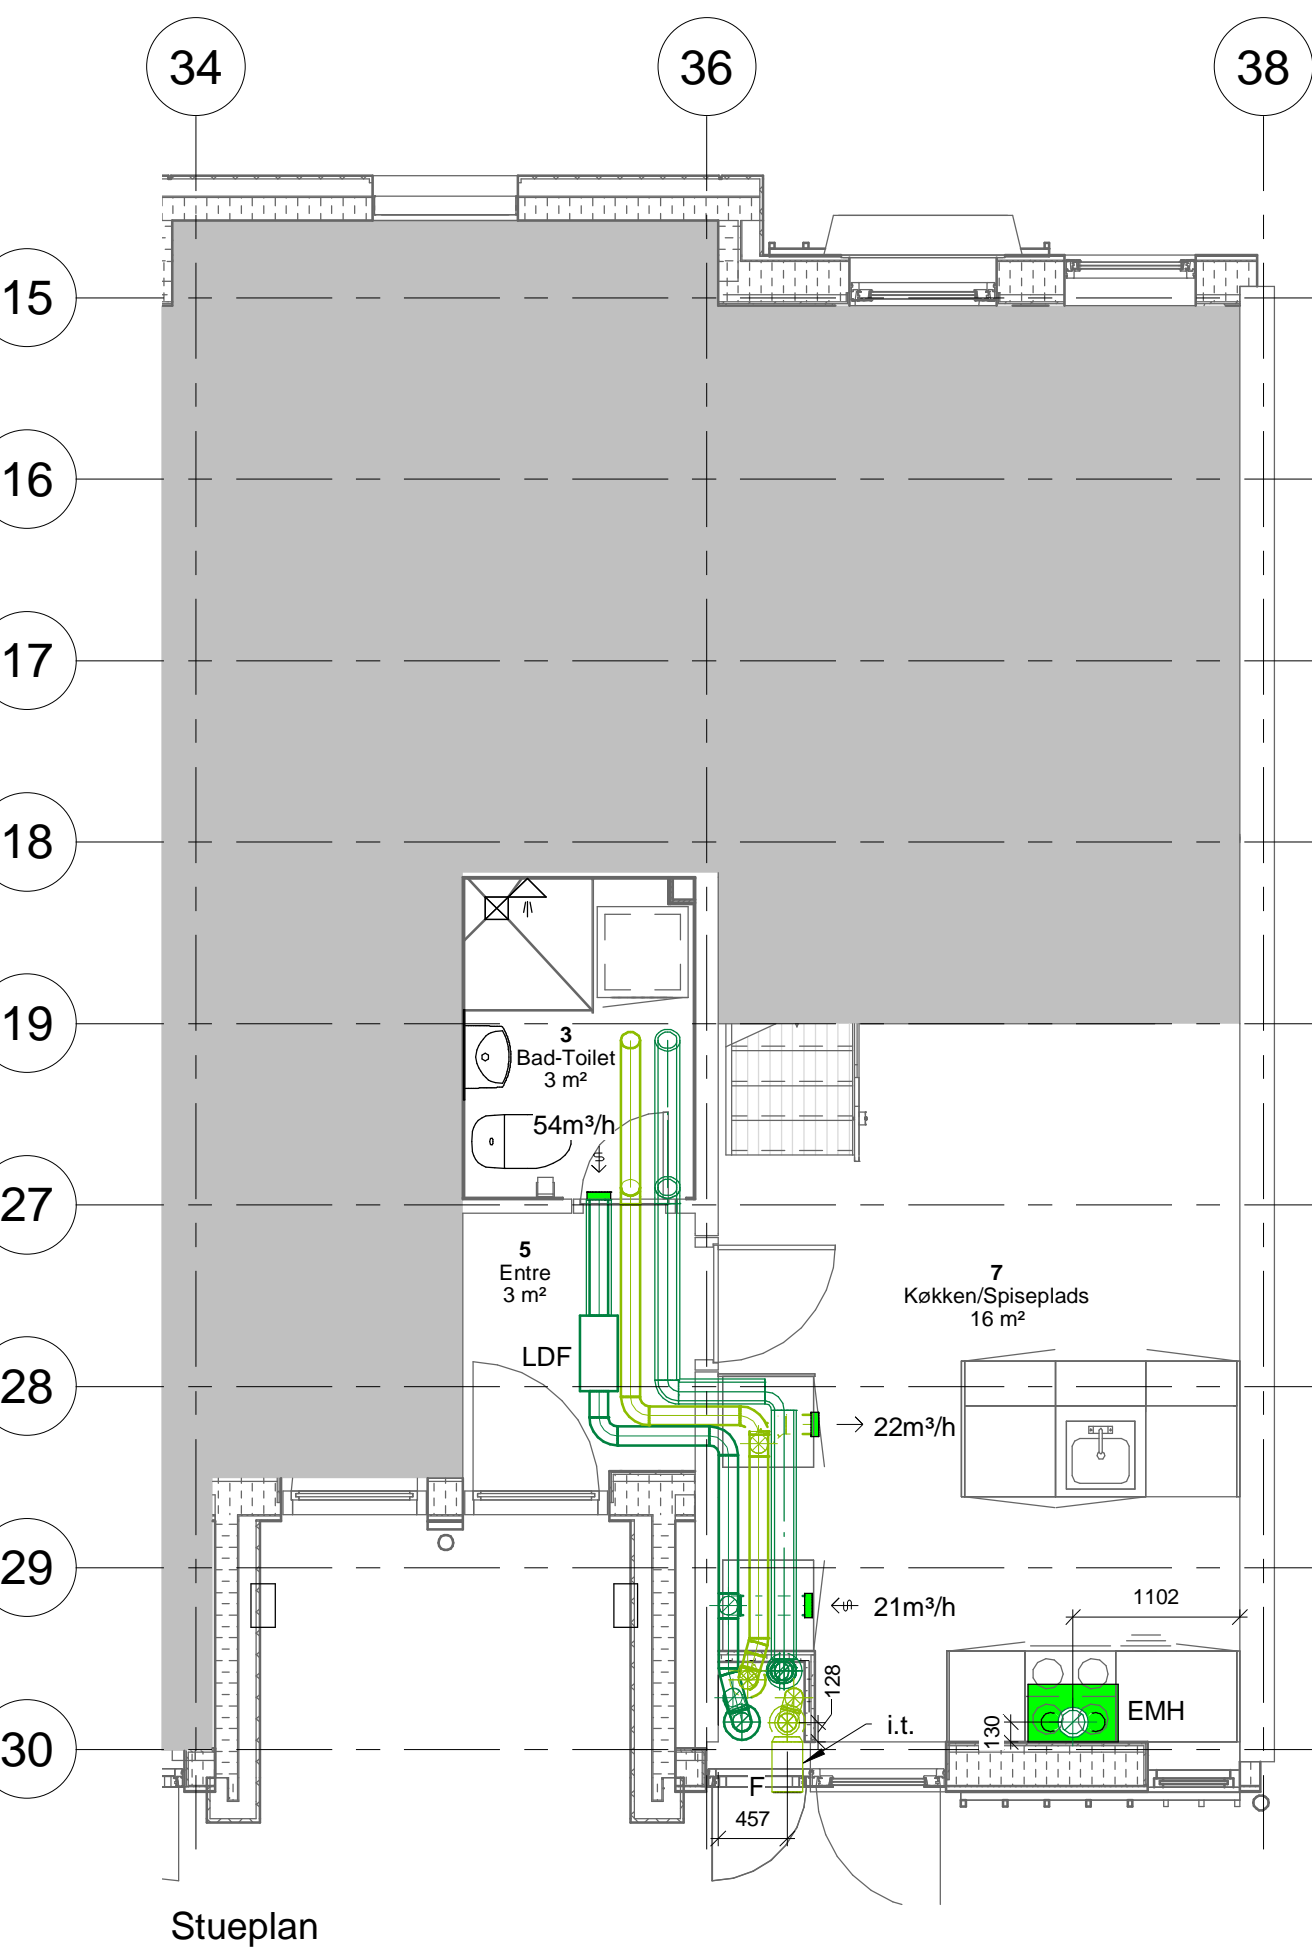 34
36
38
15
16
17
18
19
3
Bad-Toilet
3 m²
54m³/h
27
5
Entre
3 m²
7
Køkken/Spiseplads
16 m²
LDF
28
22m³/h
29
21m³/h
1102
128
EMH
i.t.
130
30
F
457
Stueplan